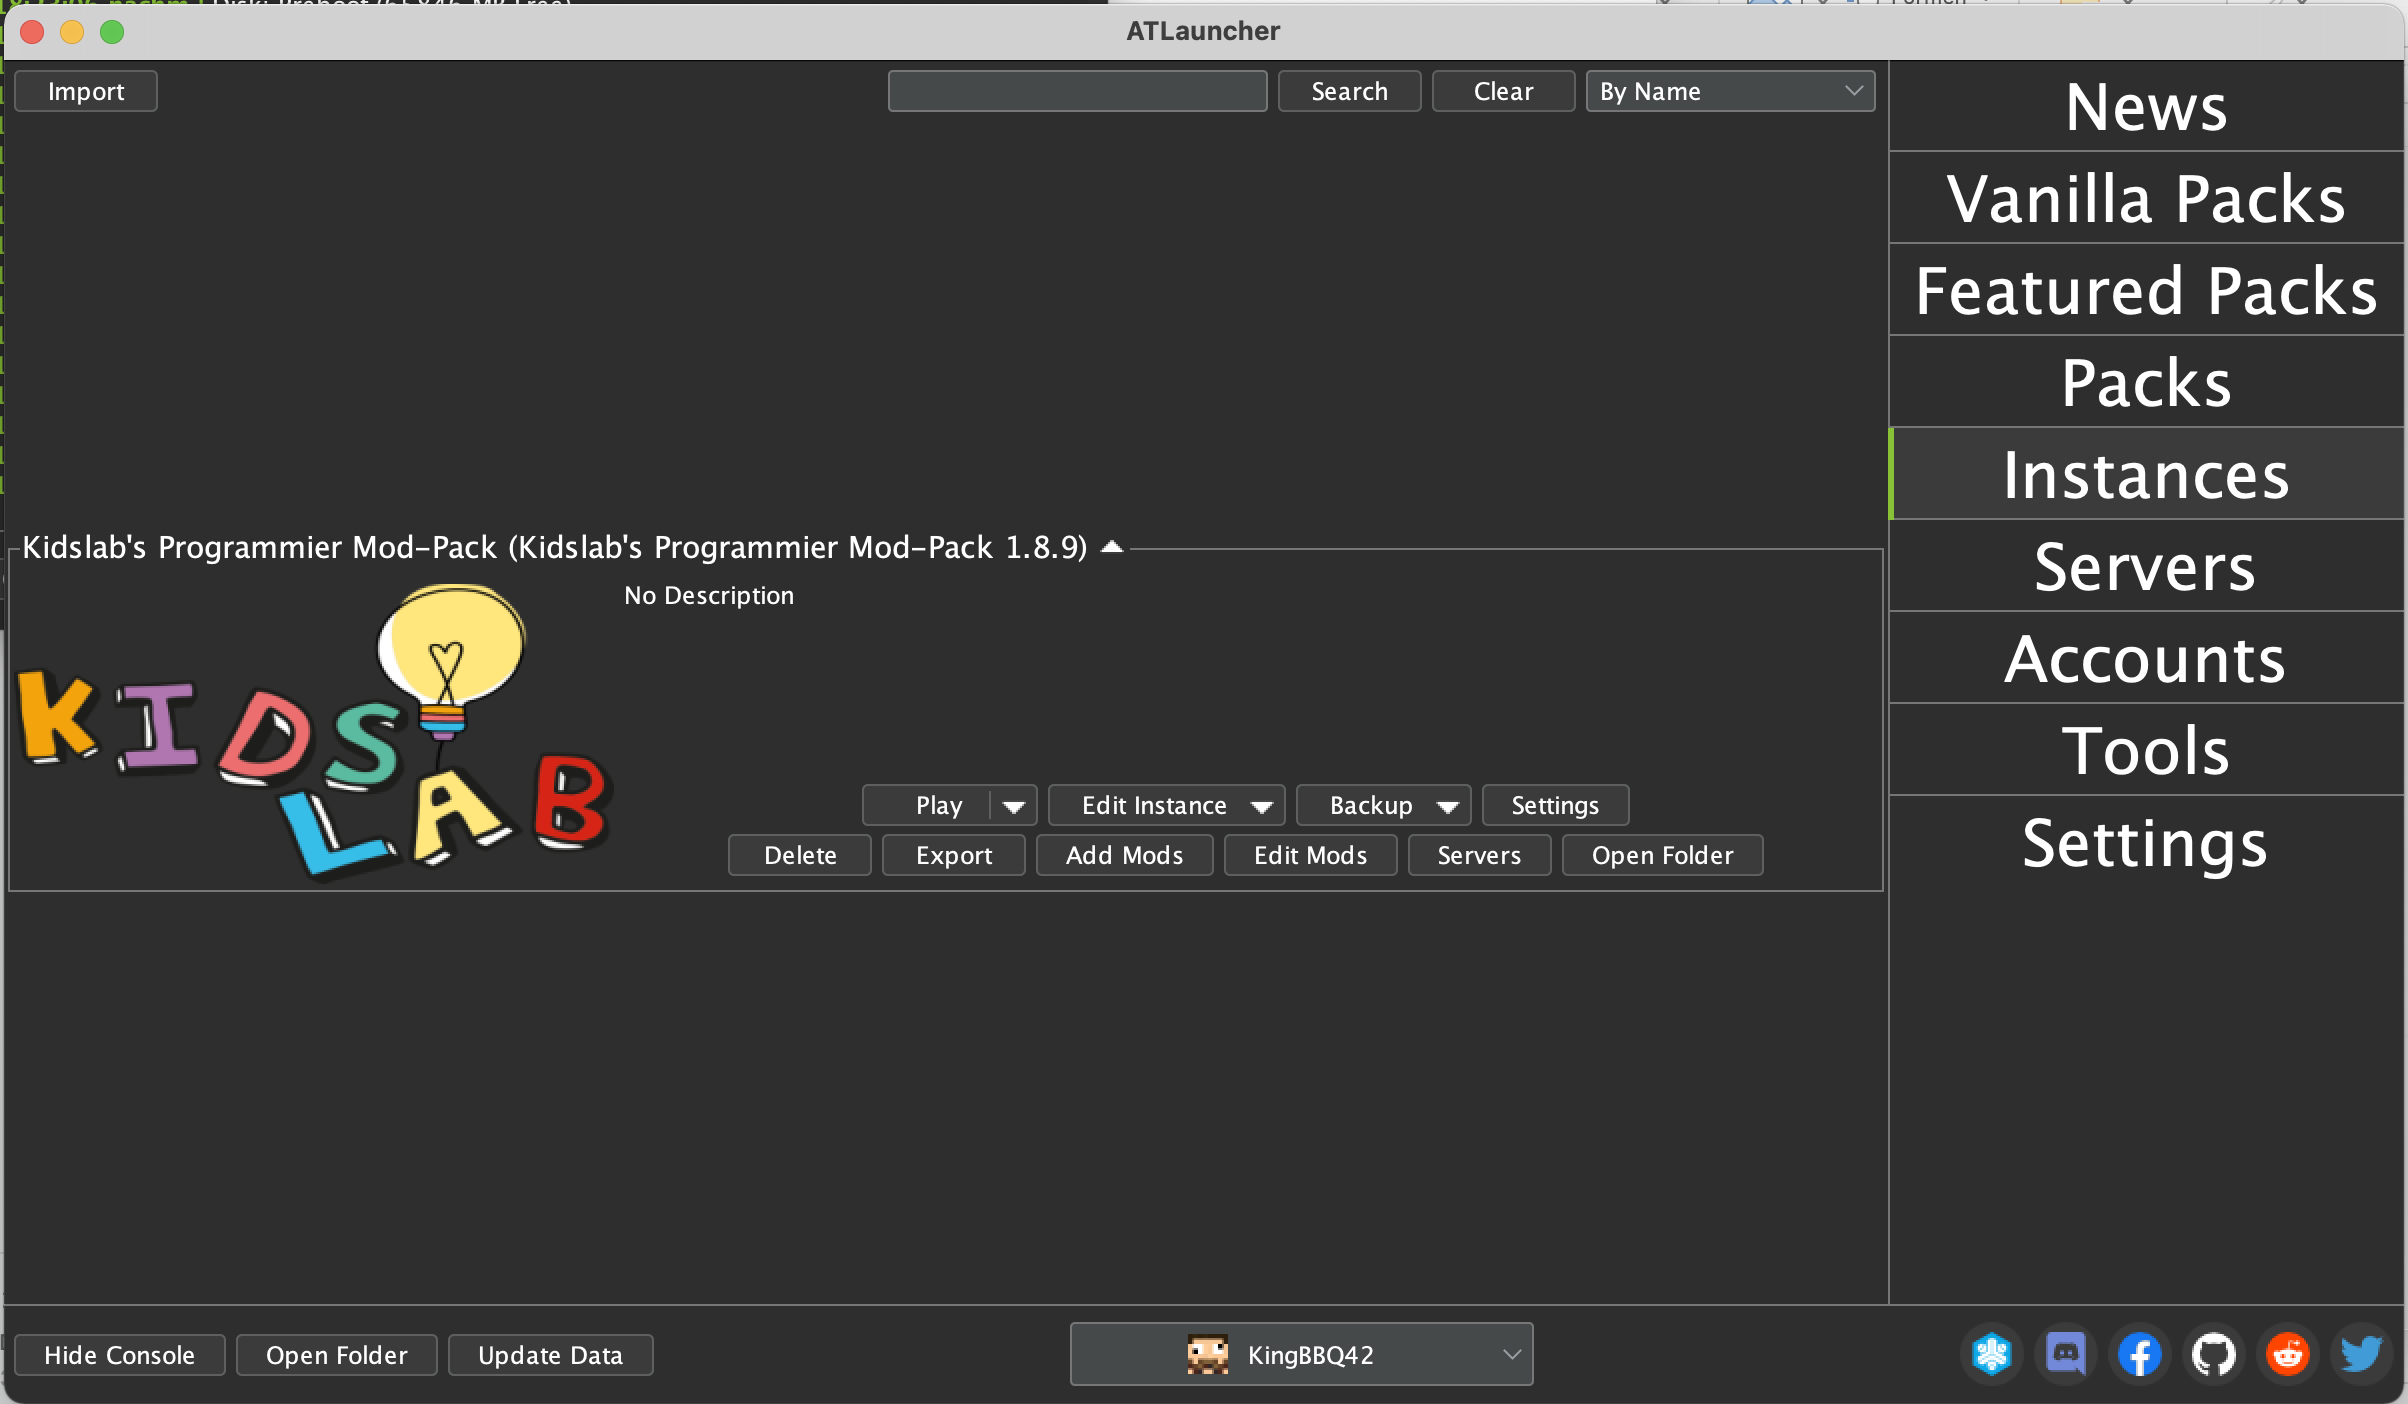 ATLauncher
Import
Search
Clear
By Name
News
Vanilla Packs
Featured Packs
Packs
Instances
Servers
Accounts
Tools
Settings
Kidslab's Programmier Mod-Pack (Kidslab's Programmier Mod-Pack 1.8.9)
No Description
KIDS
LAB
Play
Edit Instance
Backup
Settings
Delete
Export
Add Mods
Edit Mods
Servers
Open Folder
Hide Console
Open Folder
Update Data
KingBBQ42